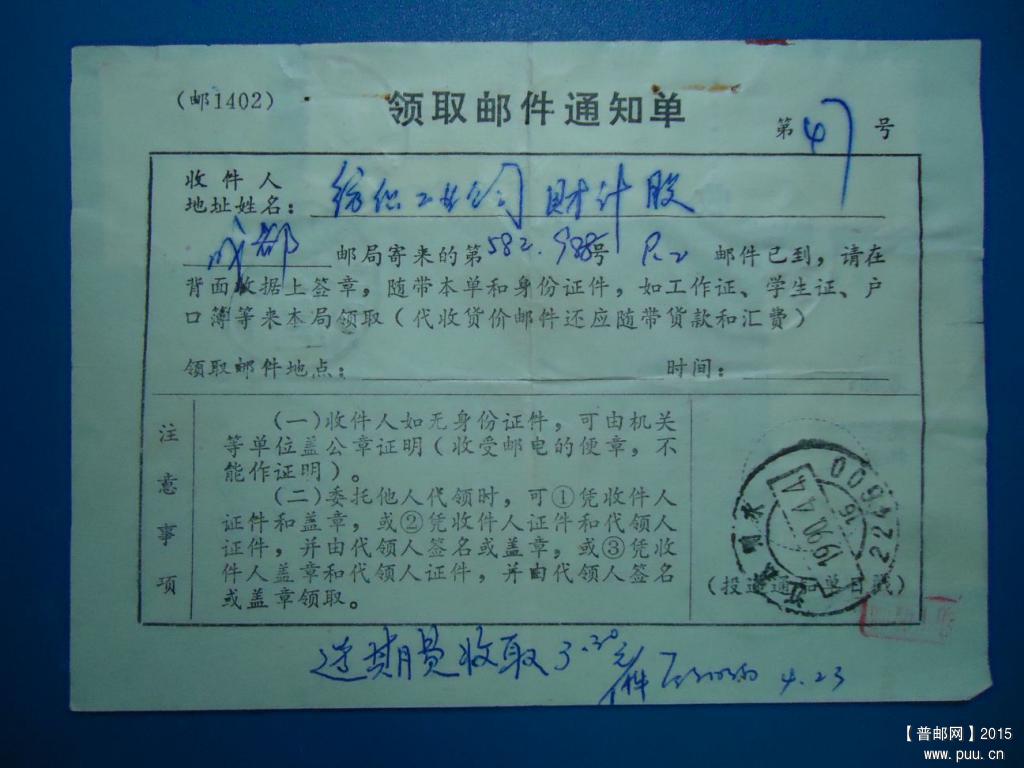 (邮1402)
领取邮件通知单
第47号
收件人
地址姓名：纺织工业公司 财计股
成都邮局寄来的第582.988号 P.2 邮件已到，请在
背面收据上签章，随带本单和身份证件，如工作证、学生证、户
口簿等来本局领取（代收货价邮件还应随带货款和汇费）
领取邮件地点：
时间：
注意事项
（一）收件人如无身份证件，可由机关
等单位盖公章证明（收受邮电的便章，不
能作证明）。
（二）委托他人代领时，可①凭收件人
证件和盖章，或②凭收件人证件和代领人
证件，并由代领人签名或盖章，或③凭收
件人盖章和代领人证件，并由代领人签名
或盖章领取。
（投递通知单日戳）
1990.4.4
15
过期费收取3.30元/件
4.23
【普邮网】2015
www.puu.cn